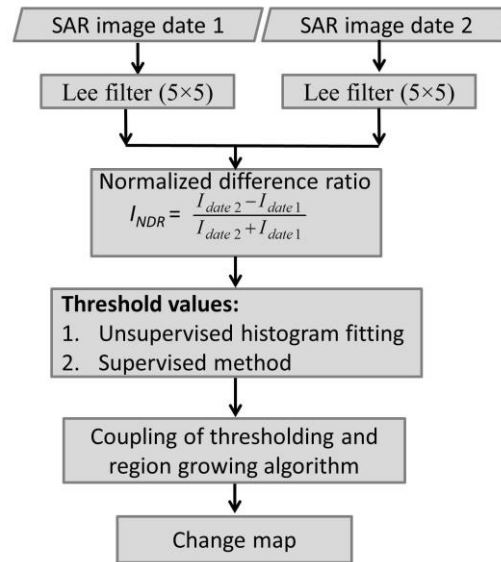 SAR image date 1
SAR image date 2
Lee filter (5×5)
Lee filter (5×5)
Normalized difference ratio
I_NDR = (I_date 2 − I_date 1) / (I_date 2 + I_date 1)
Threshold values:
1. Unsupervised histogram fitting
2. Supervised method
Coupling of thresholding and
region growing algorithm
Change map